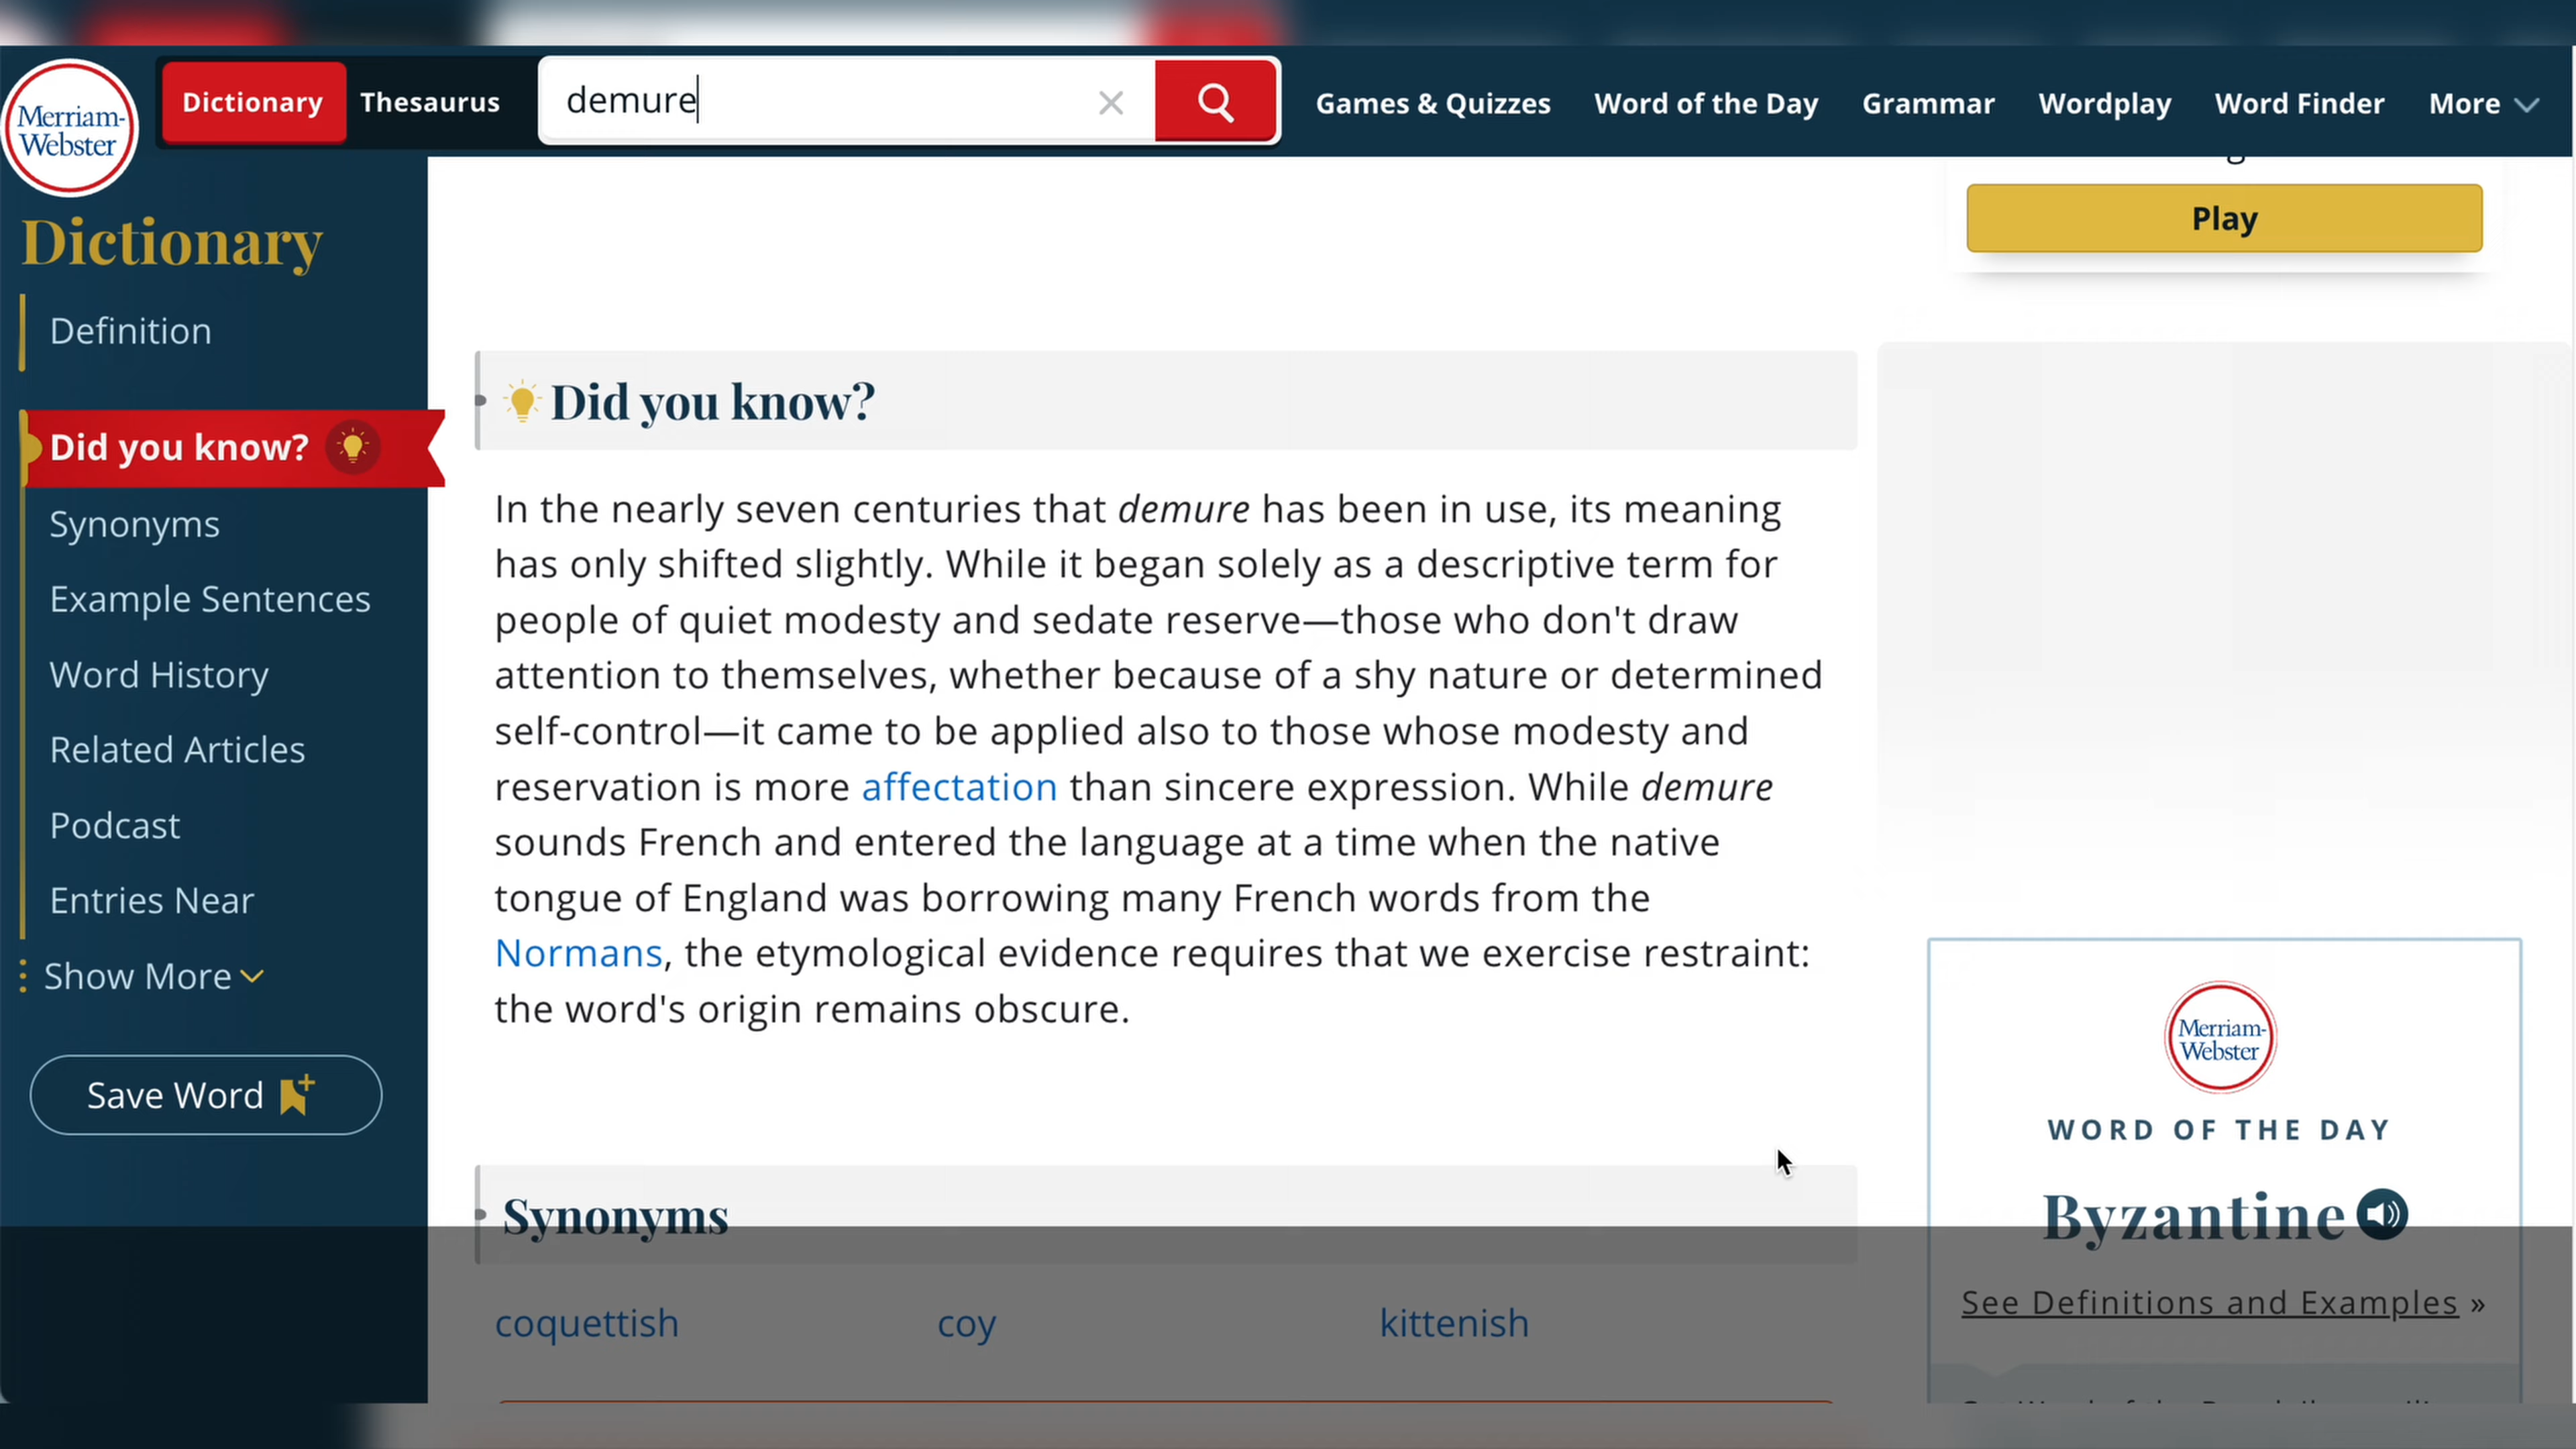 Merriam-
Webster
Dictionary
Thesaurus
demure
Games & Quizzes
Word of the Day
Grammar
Wordplay
Word Finder
More
Dictionary
Definition
Did you know?
Synonyms
Example Sentences
Word History
Related Articles
Podcast
Entries Near
Show More
Save Word
Play
Did you know?
In the nearly seven centuries that demure has been in use, its meaning
has only shifted slightly. While it began solely as a descriptive term for
people of quiet modesty and sedate reserve—those who don't draw
attention to themselves, whether because of a shy nature or determined
self-control—it came to be applied also to those whose modesty and
reservation is more affectation than sincere expression. While demure
sounds French and entered the language at a time when the native
tongue of England was borrowing many French words from the
Normans, the etymological evidence requires that we exercise restraint:
the word's origin remains obscure.
Synonyms
coquettish
coy
kittenish
Merriam-
Webster
WORD OF THE DAY
Byzantine
See Definitions and Examples »